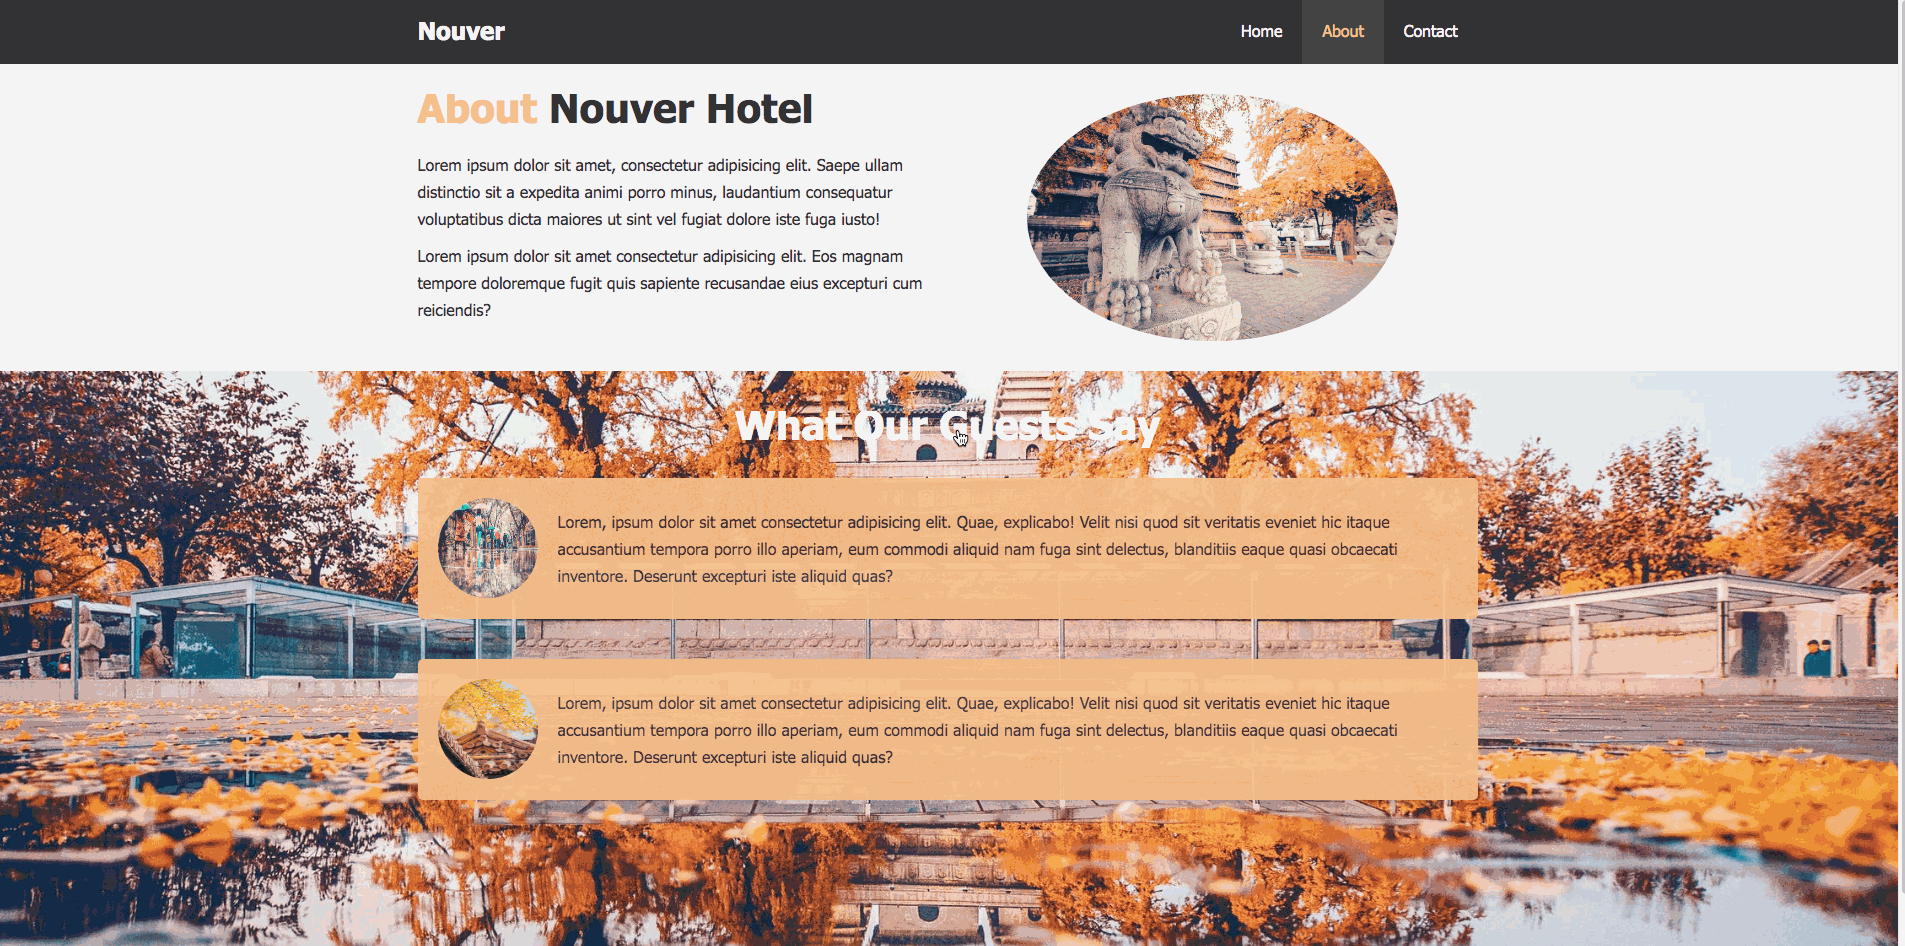 Nouver
Home
About
Contact
About Nouver Hotel
Lorem ipsum dolor sit amet, consectetur adipisicing elit. Saepe ullam
distinctio sit a expedita animi porro minus, laudantium consequatur
voluptatibus dicta maiores ut sint vel fugiat dolore iste fuga iusto!
Lorem ipsum dolor sit amet consectetur adipisicing elit. Eos magnam
tempore doloremque fugit quis sapiente recusandae eius excepturi cum
reiciendis?
What Our Guests Say
Lorem, ipsum dolor sit amet consectetur adipisicing elit. Quae, explicabo! Velit nisi quod sit veritatis eveniet hic itaque
accusantium tempora porro illo aperiam, eum commodi aliquid nam fuga sint delectus, blanditiis eaque quasi obcaecati
inventore. Deserunt excepturi iste aliquid quas?
Lorem, ipsum dolor sit amet consectetur adipisicing elit. Quae, explicabo! Velit nisi quod sit veritatis eveniet hic itaque
accusantium tempora porro illo aperiam, eum commodi aliquid nam fuga sint delectus, blanditiis eaque quasi obcaecati
inventore. Deserunt excepturi iste aliquid quas?